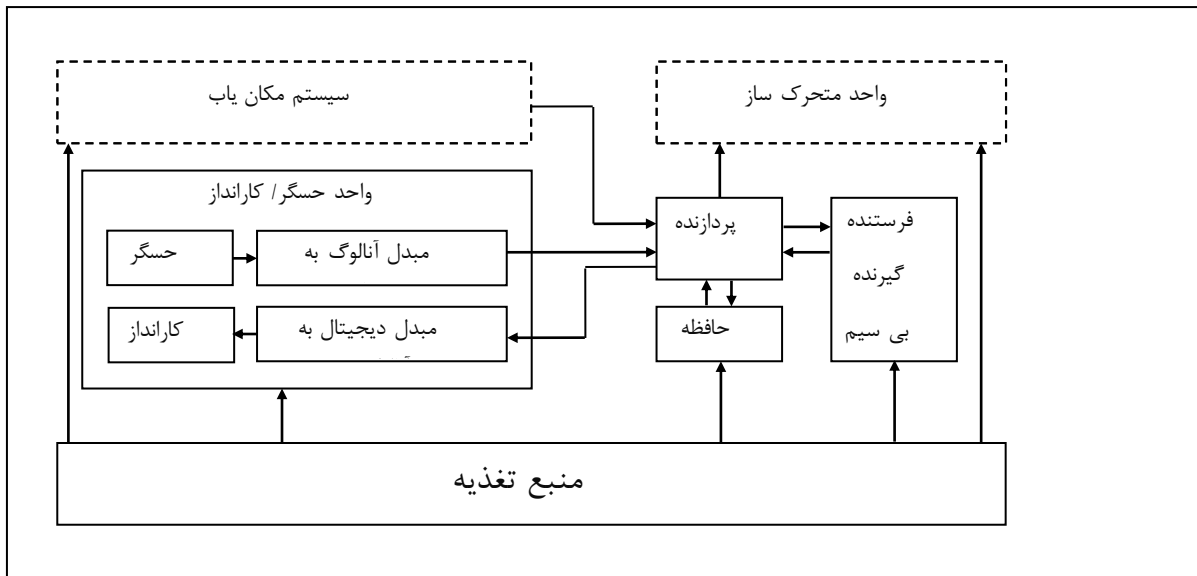 واحد متحرک ساز
سیستم مکان یاب
واحد حسگر/ کارانداز
فرستنده
گیرنده
بی سیم
پردازنده
مبدل آنالوگ به
حسگر
حافظه
مبدل دیجیتال به
کارانداز
منبع تغذیه